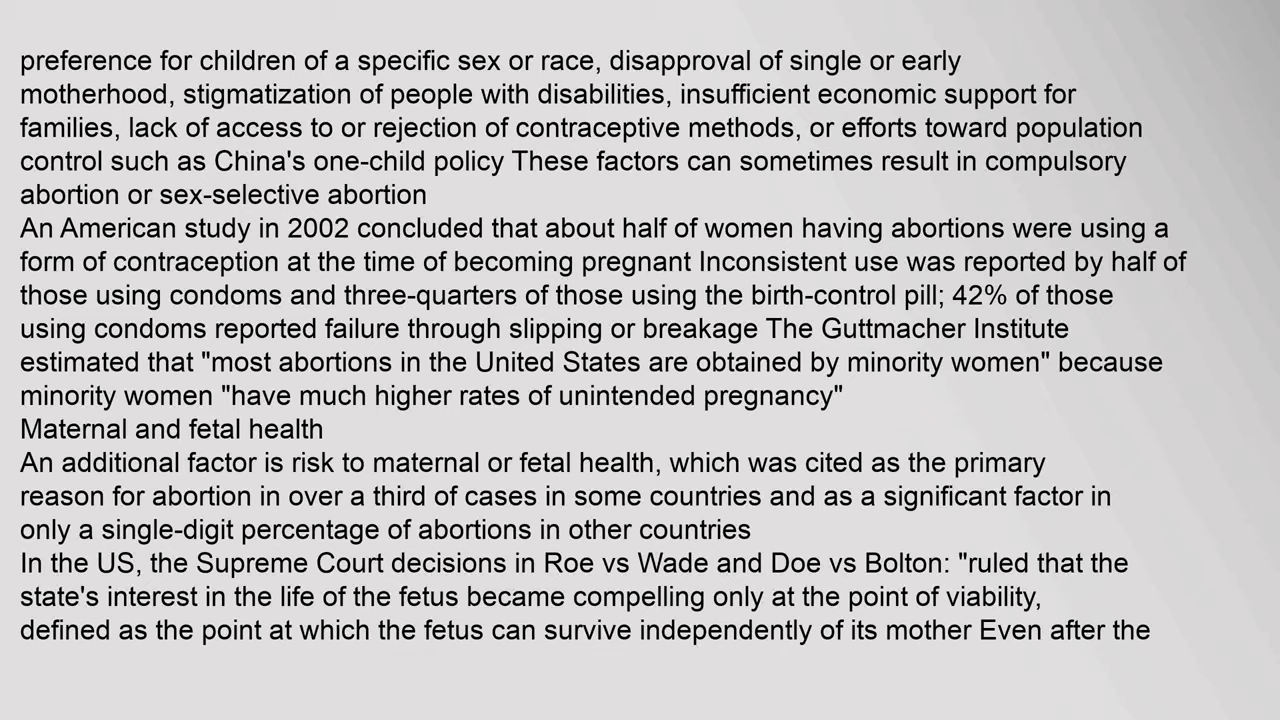 preference for children of a specific sex or race, disapproval of single or early
motherhood, stigmatization of people with disabilities, insufficient economic support for
families, lack of access to or rejection of contraceptive methods, or efforts toward population
control such as China's one-child policy These factors can sometimes result in compulsory
abortion or sex-selective abortion
An American study in 2002 concluded that about half of women having abortions were using a
form of contraception at the time of becoming pregnant Inconsistent use was reported by half of
those using condoms and three-quarters of those using the birth-control pill; 42% of those
using condoms reported failure through slipping or breakage The Guttmacher Institute
estimated that "most abortions in the United States are obtained by minority women" because
minority women "have much higher rates of unintended pregnancy"
Maternal and fetal health
An additional factor is risk to maternal or fetal health, which was cited as the primary
reason for abortion in over a third of cases in some countries and as a significant factor in
only a single-digit percentage of abortions in other countries
In the US, the Supreme Court decisions in Roe vs Wade and Doe vs Bolton: "ruled that the
state's interest in the life of the fetus became compelling only at the point of viability,
defined as the point at which the fetus can survive independently of its mother Even after the